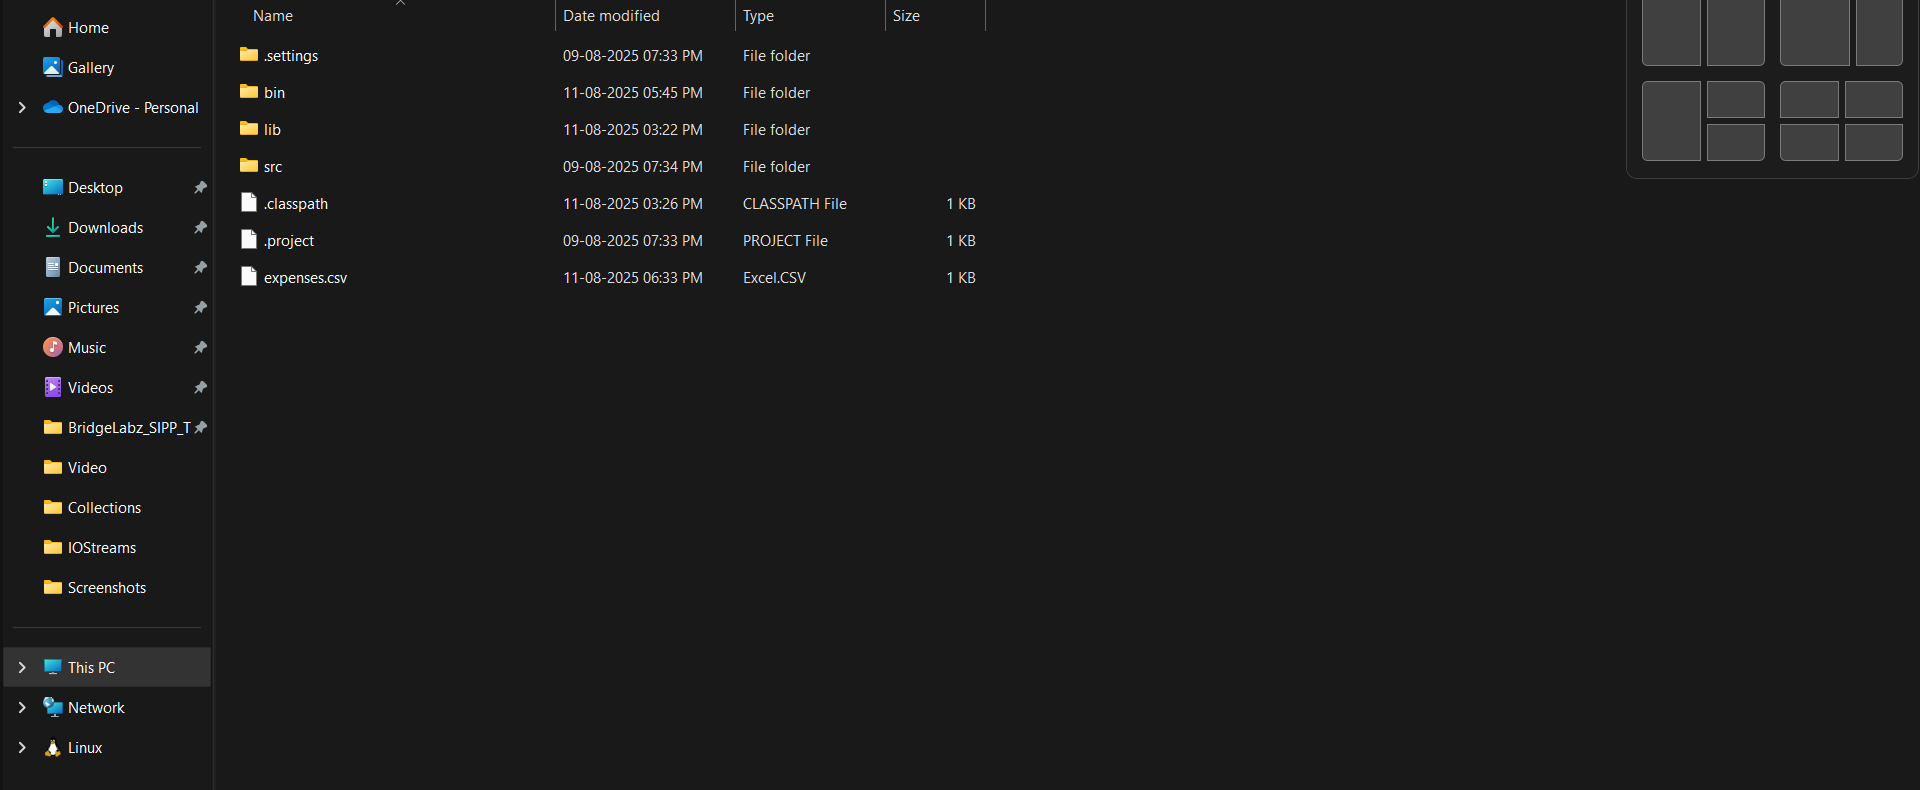 Name Date modified Type Size
Home
Gallery
OneDrive - Personal
Desktop
Downloads
Documents
Pictures
Music
Videos
BridgeLabz_SIPP_T
Video
Collections
IOStreams
Screenshots
This PC
Network
Linux
.settings 09-08-2025 07:33 PM File folder
bin 11-08-2025 05:45 PM File folder
lib 11-08-2025 03:22 PM File folder
src 09-08-2025 07:34 PM File folder
.classpath 11-08-2025 03:26 PM CLASSPATH File 1 KB
.project 09-08-2025 07:33 PM PROJECT File 1 KB
expenses.csv 11-08-2025 06:33 PM Excel.CSV 1 KB